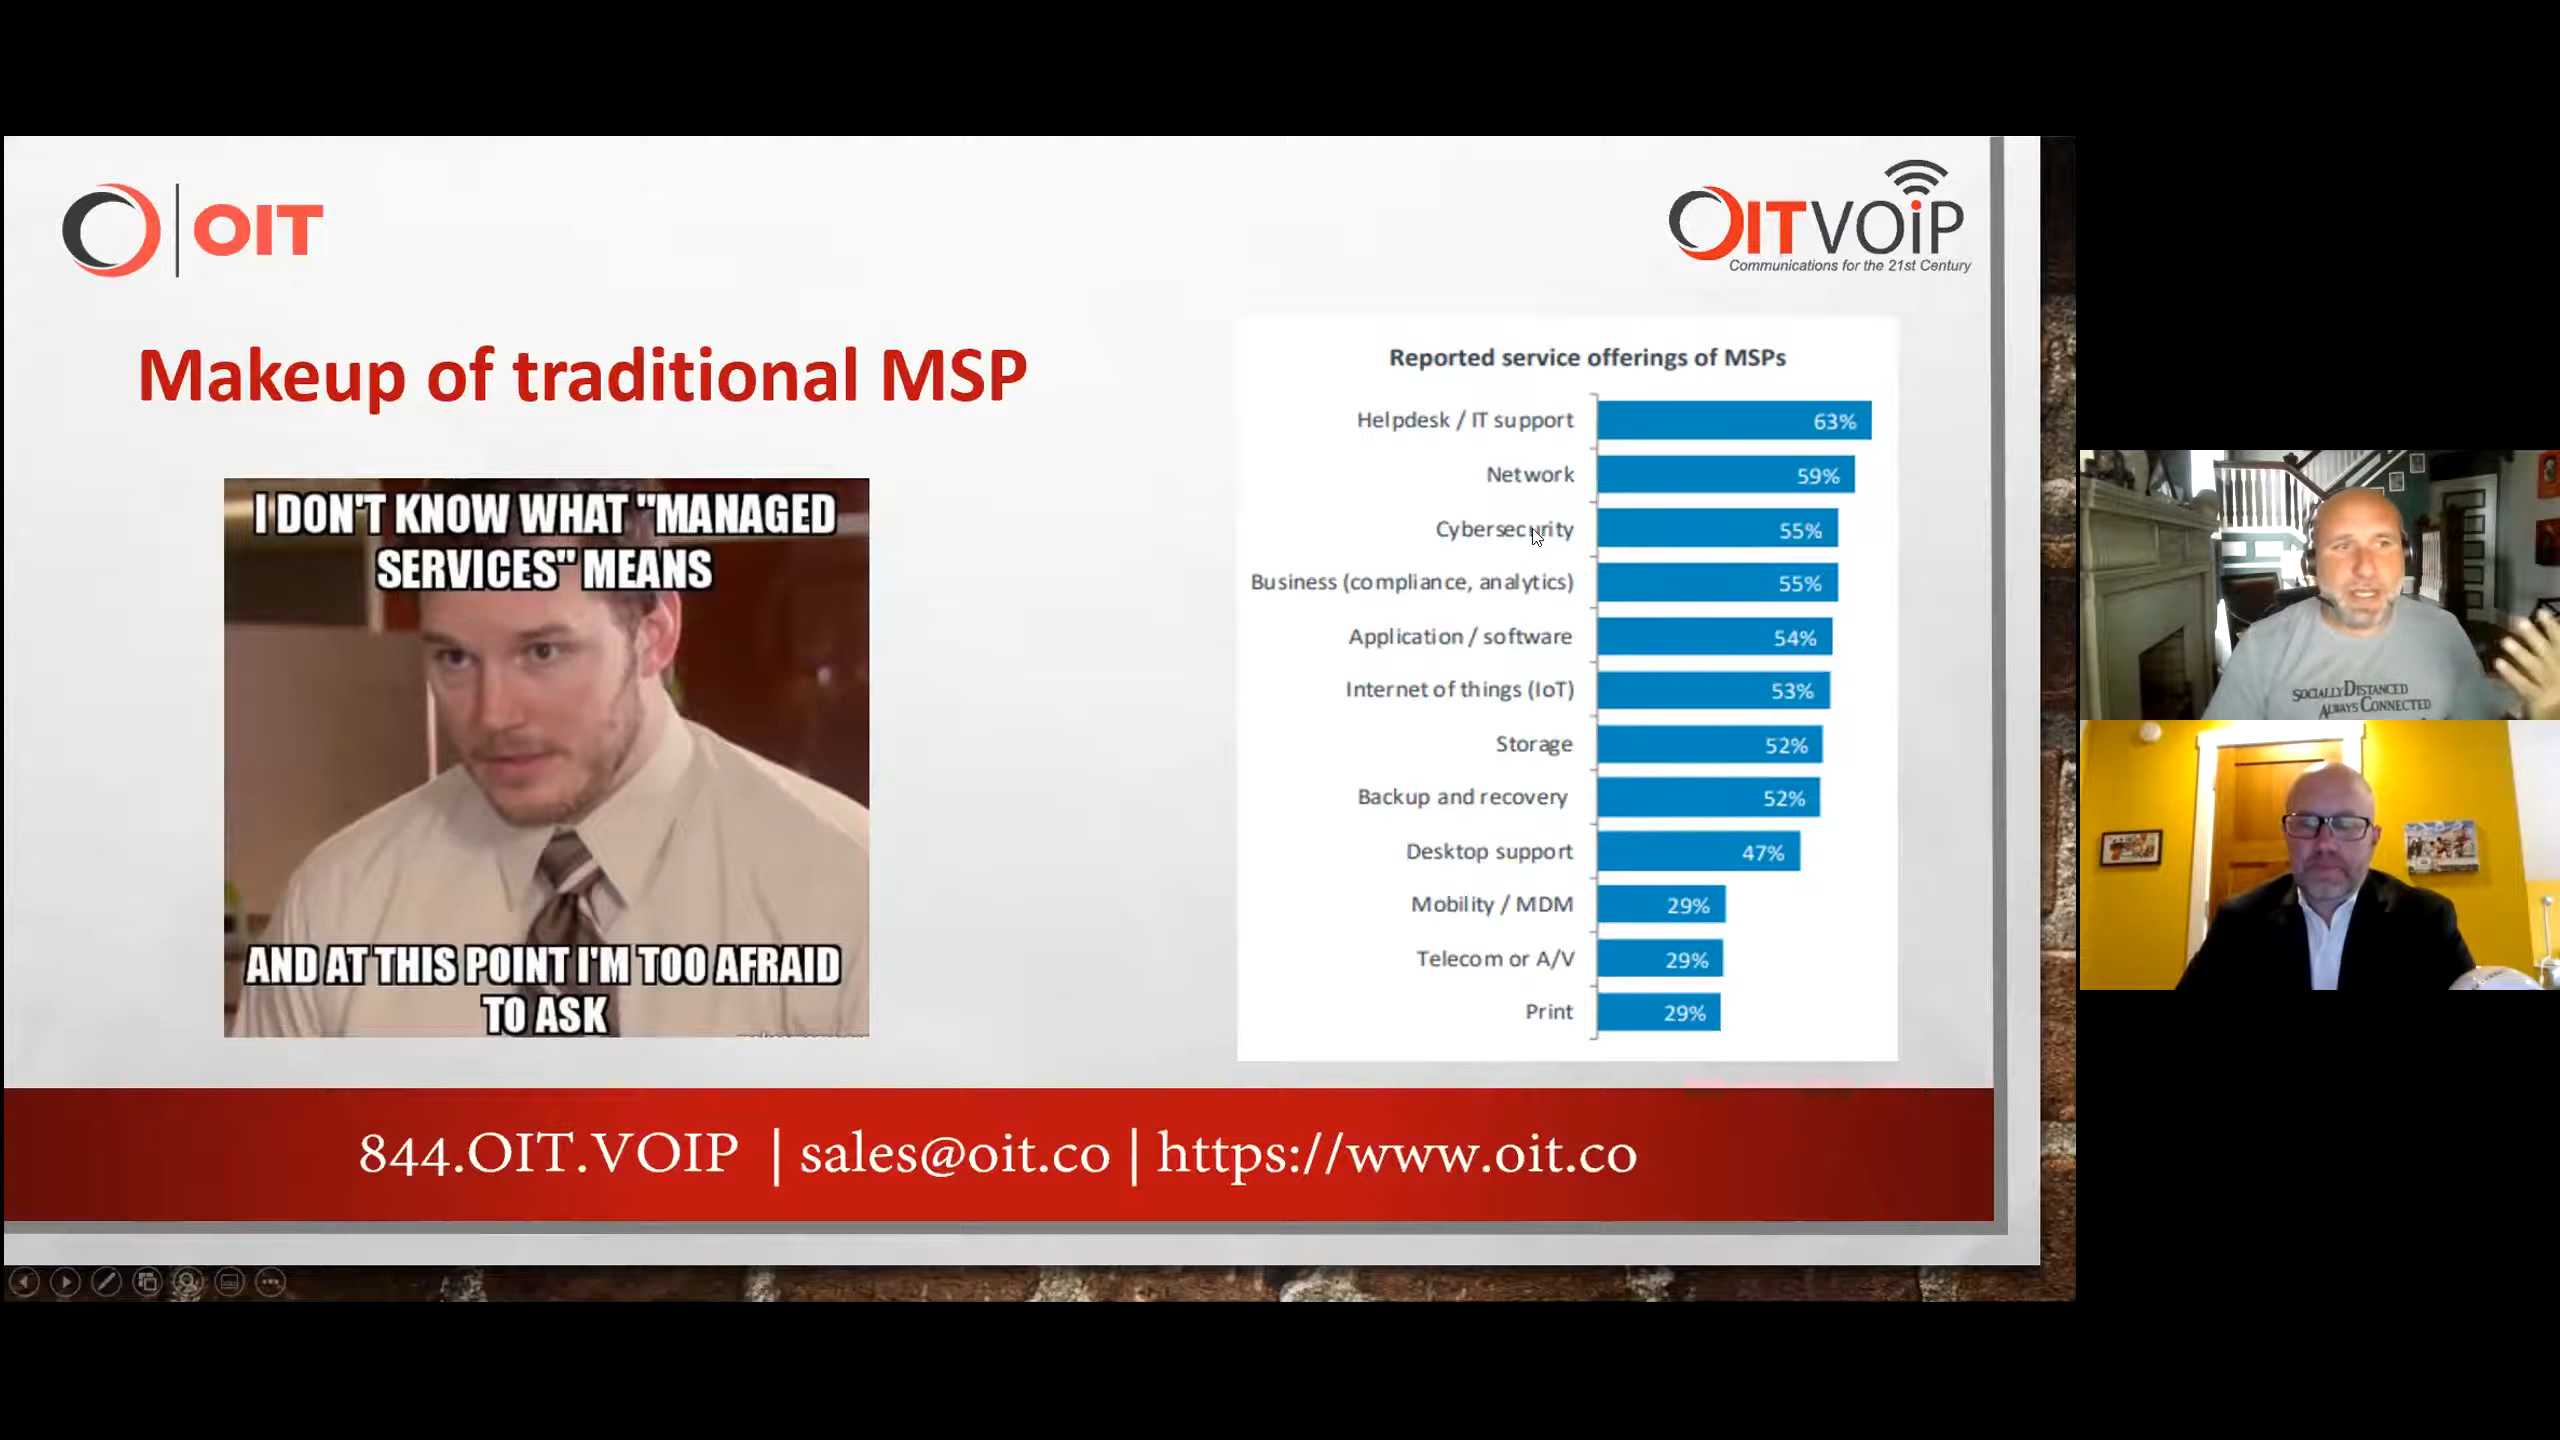 OIT
OITVOIP
Communications for the 21st Century
Makeup of traditional MSP
I DON'T KNOW WHAT "MANAGED
SERVICES" MEANS
AND AT THIS POINT I'M TOO AFRAID
TO ASK
Reported service offerings of MSPs
Helpdesk / IT support 63%
Network 59%
Cybersecurity 55%
Business (compliance, analytics) 55%
Application / software 54%
Internet of things (IoT) 53%
Storage 52%
Backup and recovery 52%
Desktop support 47%
Mobility / MDM 29%
Telecom or A/V 29%
Print 29%
844.OIT.VOIP | sales@oit.co | https://www.oit.co
SOCIALLY DISTANCED
ALWAYS CONNECTED